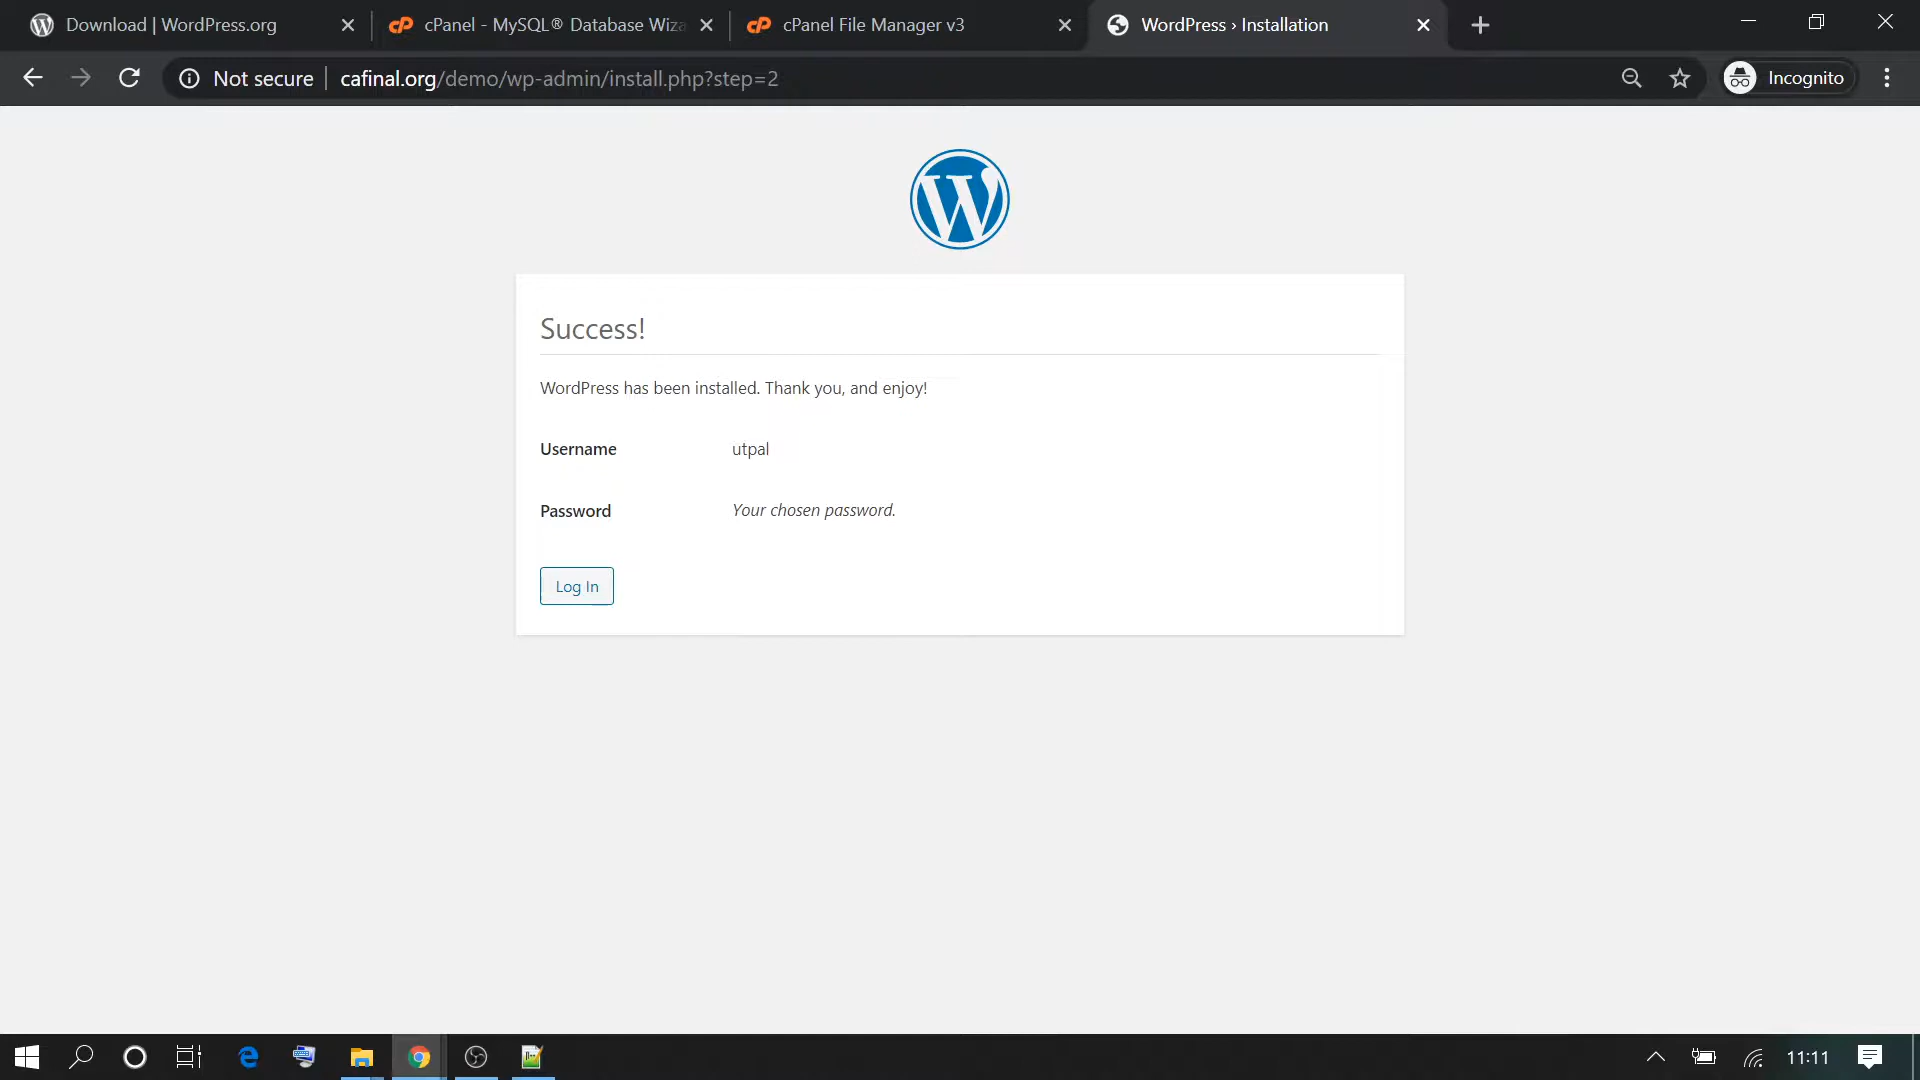 Download | WordPress.org
cPanel - MySQL® Database Wiza
cPanel File Manager v3
WordPress › Installation
Not secure
cafinal.org/demo/wp-admin/install.php?step=2
Incognito
Success!
WordPress has been installed. Thank you, and enjoy!
Username utpal
Password Your chosen password.
Log In
11:11